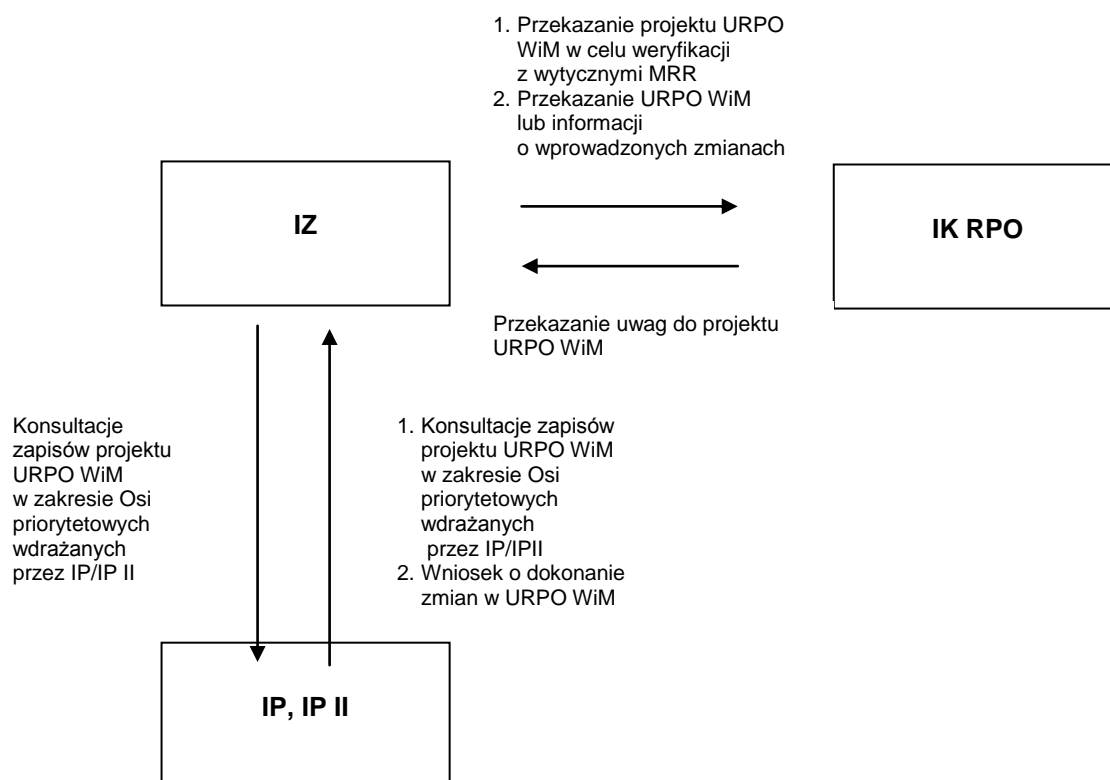 1. Przekazanie projektu URPO
WiM w celu weryfikacji
z wytycznymi MRR
2. Przekazanie URPO WiM
lub informacji
o wprowadzonych zmianach
IZ
IK RPO
Przekazanie uwag do projektu
URPO WiM
Konsultacje
zapisów projektu
URPO WiM
w zakresie Osi
priorytetowych
wdrażanych
przez IP/IP II
1. Konsultacje zapisów
projektu URPO WiM
w zakresie Osi
priorytetowych
wdrażanych
przez IP/IPII
2. Wniosek o dokonanie
zmian w URPO WiM
IP, IP II